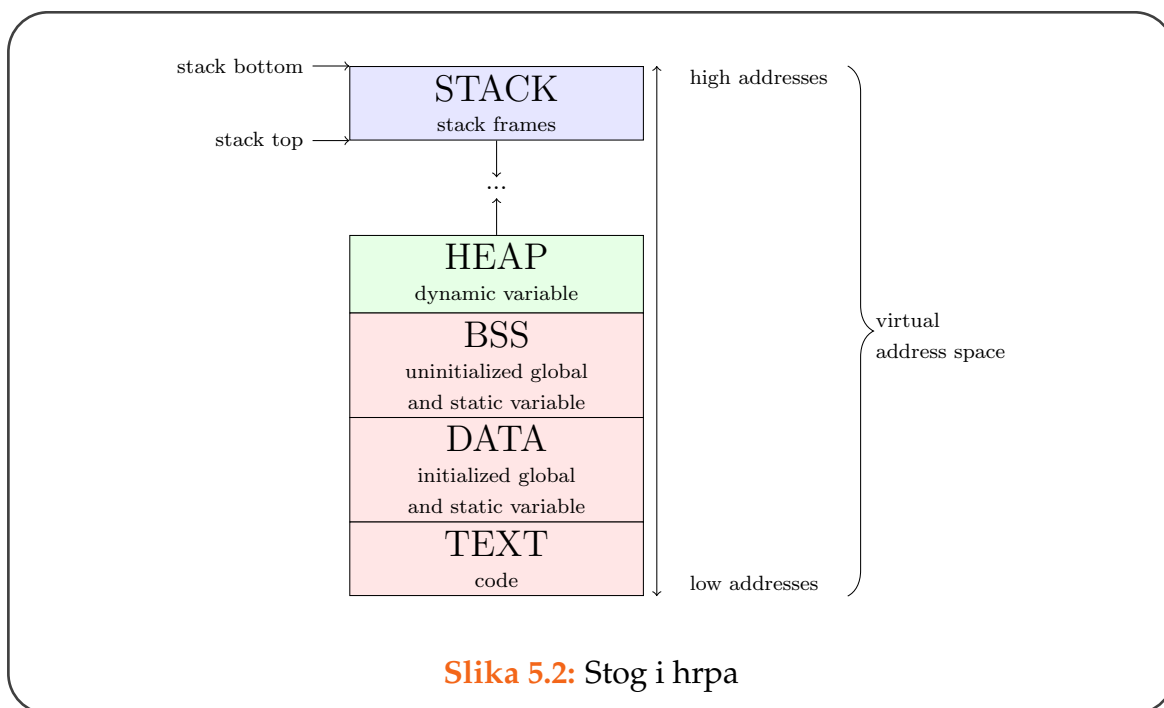 stack bottom
STACK
high addresses
stack frames
stack top
...
HEAP
dynamic variable
BSS
uninitialized global
and static variable
virtual
address space
DATA
initialized global
and static variable
TEXT
code
low addresses
Slika 5.2: Stog i hrpa